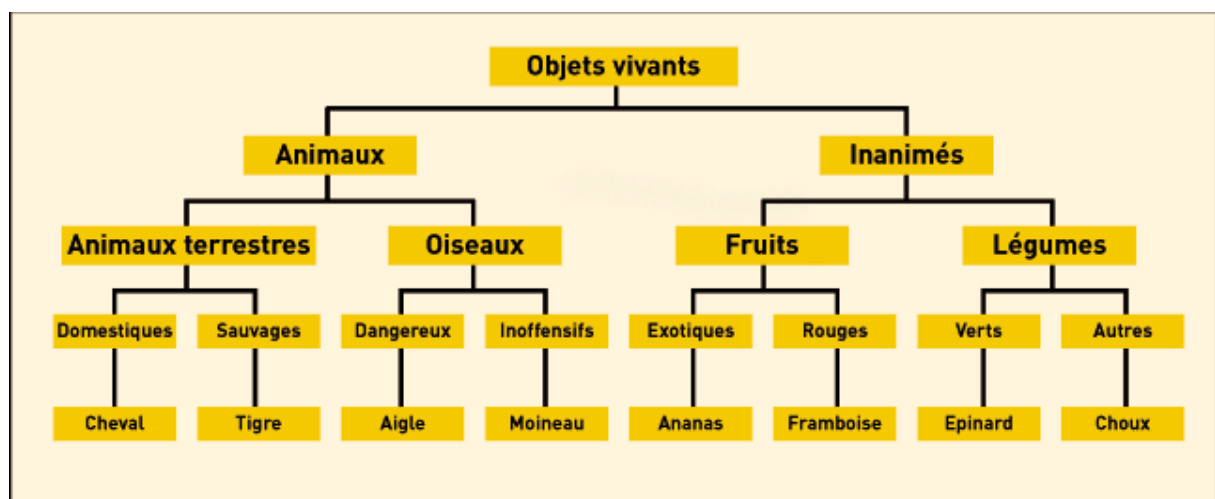 Objets vivants
Animaux
Inanimés
Animaux terrestres
Oiseaux
Fruits
Légumes
Domestiques
Sauvages
Dangereux
Inoffensifs
Exotiques
Rouges
Verts
Autres
Cheval
Tigre
Aigle
Moineau
Ananas
Framboise
Epinard
Choux